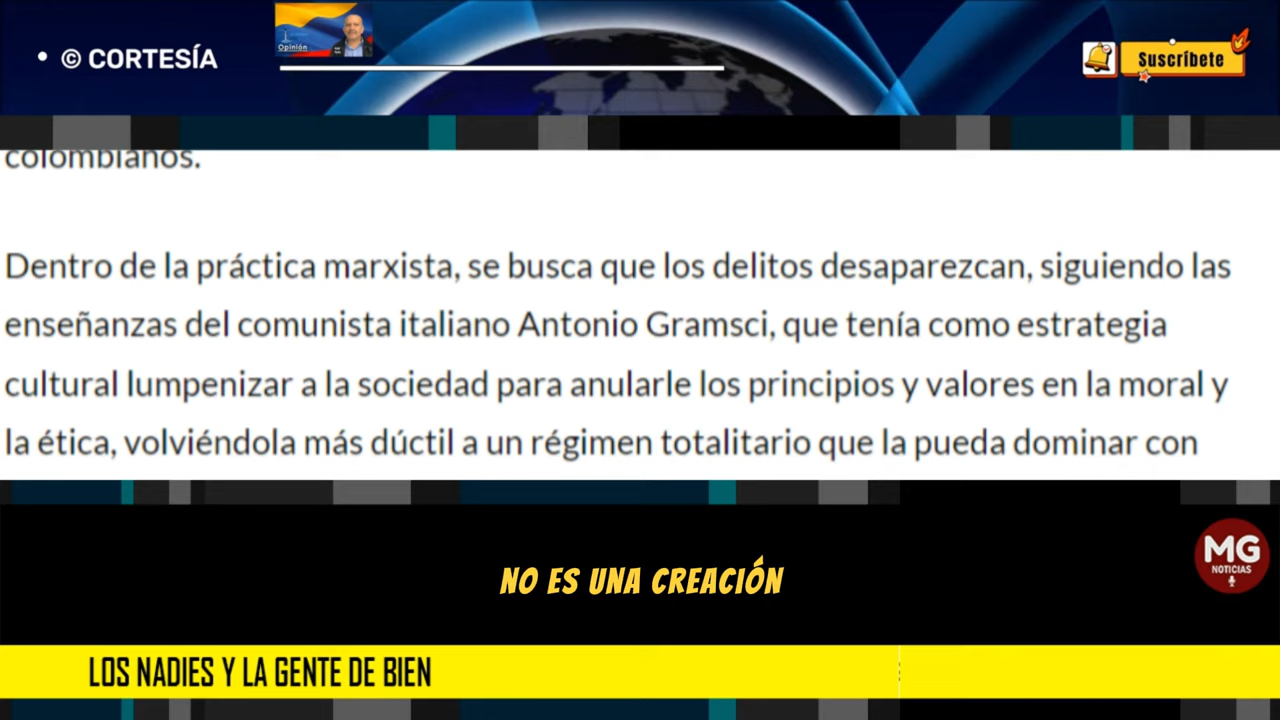 • © CORTESÍA
Opinión
Suscríbete
colombianos.
Dentro de la práctica marxista, se busca que los delitos desaparezcan, siguiendo las
enseñanzas del comunista italiano Antonio Gramsci, que tenía como estrategia
cultural lumpenizar a la sociedad para anularle los principios y valores en la moral y
la ética, volviéndola más dúctil a un régimen totalitario que la pueda dominar con
MG
NOTICIAS
NO ES UNA CREACIÓN
LOS NADIES Y LA GENTE DE BIEN